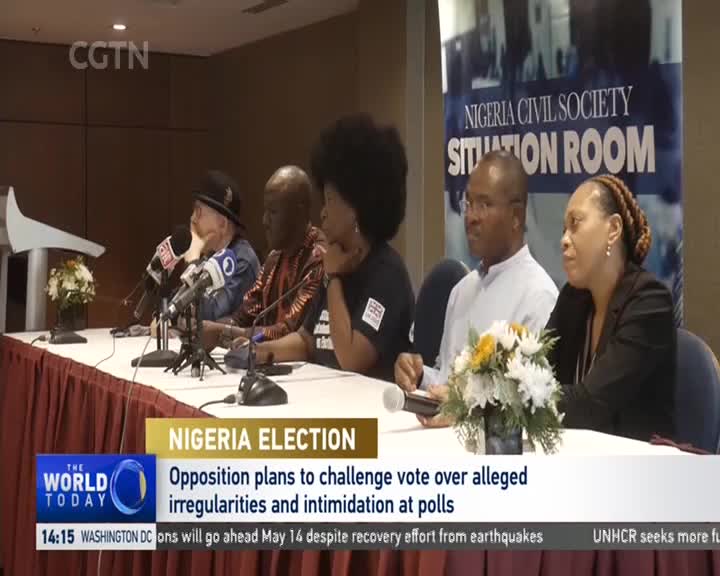 CGTN
NIGERIA CIVIL SOCIETY
SITUATION ROOM
NIGERIA ELECTION
THE
WORLD
TODAY
Opposition plans to challenge vote over alleged
irregularities and intimidation at polls
14:15 WASHINGTON DC
ons will go ahead May 14 despite recovery effort from earthquakes UNHCR seeks more fu